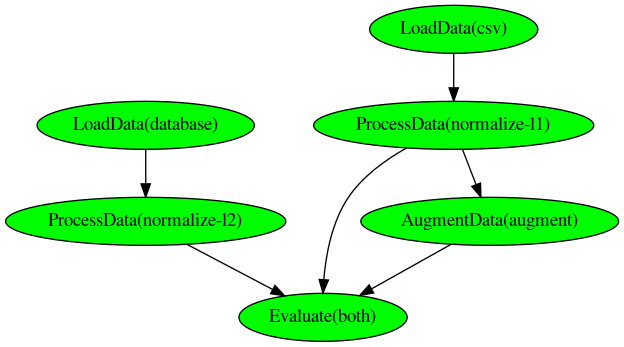 LoadData(csv)
LoadData(database)
ProcessData(normalize-l1)
ProcessData(normalize-l2)
AugmentData(augment)
Evaluate(both)